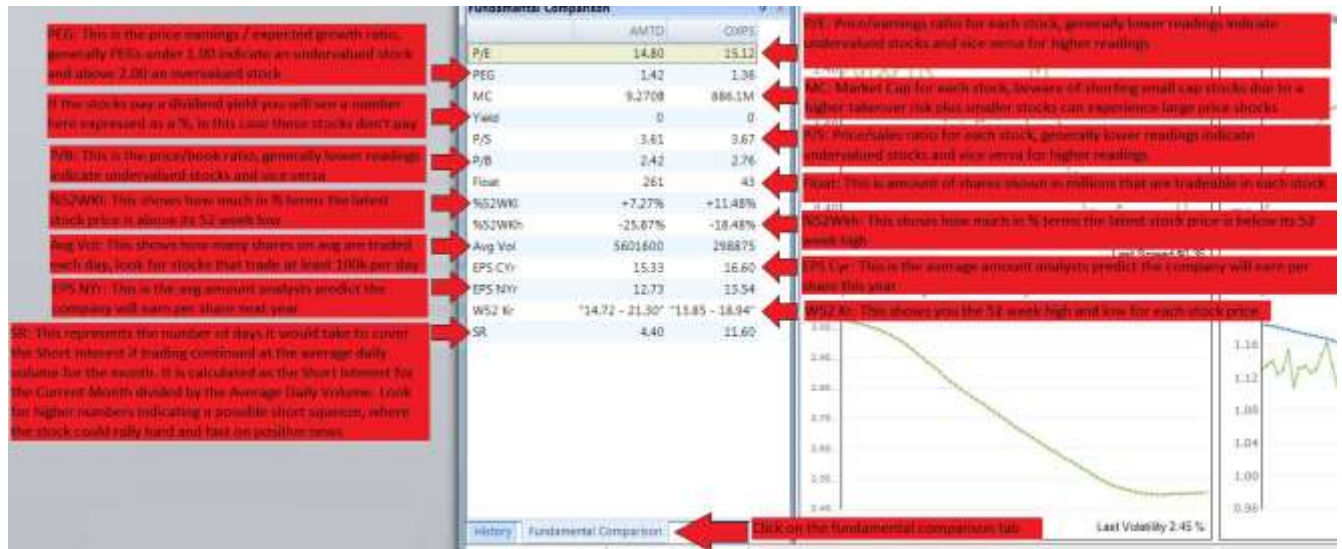 Fundamental Comparison
AMTD OXPS
P/E 14.80 15.12
PEG 1.42 1.36
MC 9.270B 886.1M
Yield 0 0
P/S 3.61 3.67
P/B 2.42 2.76
Float 261 43
%52WKl +7.27% +11.48%
%52WKh -25.87% -18.48%
Avg Vol 5601600 298875
EPS CYr 15.33 16.60
EPS NYr 12.73 13.54
W52 Kr "14.72 - 21.30" "13.85 - 18.94"
SR 4.40 11.60
History Fundamental Comparison
PEG: This is the price earnings / expected growth ratio,
generally PEGs under 1.00 indicate an undervalued stock
and above 2.00 an overvalued stock
If the stocks pay a dividend yield you will see a number
here expressed as a %, in this case these stocks don't pay
P/B: This is the price/book ratio, generally lower readings
indicate undervalued stocks and vice versa
%52WKl: This shows how much in % terms the latest
stock price is above its 52 week low
Avg Vol: This shows how many shares on avg are traded
each day, look for stocks that trade at least 100k per day
EPS NYr: This is the avg amount analysts predict the
company will earn per share next year
SR: This represents the number of days it would take to cover
the Short Interest if trading continued at the average daily
volume for the month. It is calculated as the Short Interest for
the Current Month divided by the Average Daily Volume. Look
for higher numbers indicating a possible short squeeze, where
the stock could rally hard and fast on positive news
P/E: Price/earnings ratio for each stock, generally lower readings indicate
undervalued stocks and vice versa for higher readings
MC: Market Cap for each stock, beware of shorting small cap stocks due to a
higher takeover risk plus smaller stocks can experience large price shocks
P/S: Price/sales ratio for each stock, generally lower readings indicate
undervalued stocks and vice versa for higher readings
Float: This is amount of shares shown in millions that are tradeable in each stock
%52Wkh: This shows how much in % terms the latest stock price is below its 52
week high
EPS Cyr: This is the average amount analysts predict the company will earn per
share this year
W52 Kr: This shows you the 52 week high and low for each stock price
Click on the fundamental comparison tab
Last Volatility 2.45 %
1.16
1.12
1.08
1.04
1.00
0.96